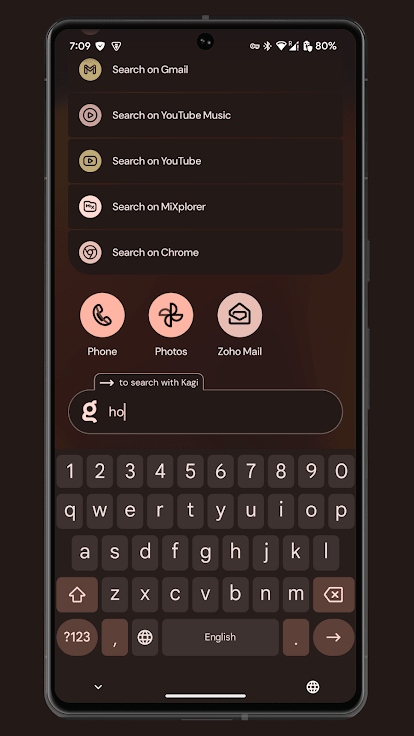 7:09 80%
Search on Gmail
Search on YouTube Music
Search on YouTube
Search on MiXplorer
Search on Chrome
Phone Photos Zoho Mail
to search with Kagi
g ho
1 2 3 4 5 6 7 8 9 0
q w e r t y u i o p
a s d f g h j k l
z x c v b n m
?123 , English .